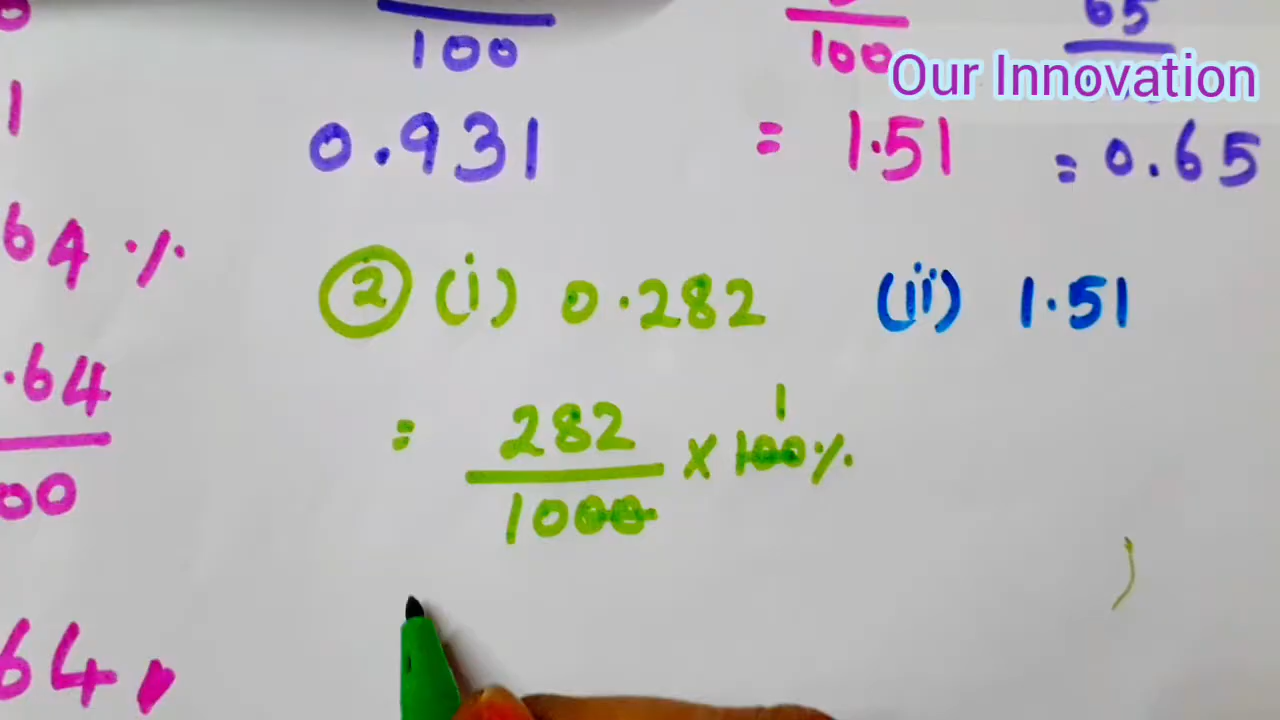 100 100 65
Our Innovation
1
0.931 = 1.51 = 0.65
64 %
② (i) 0.282 (ii) 1.51
.64
1
= 282 × 100 %
1000
00
64